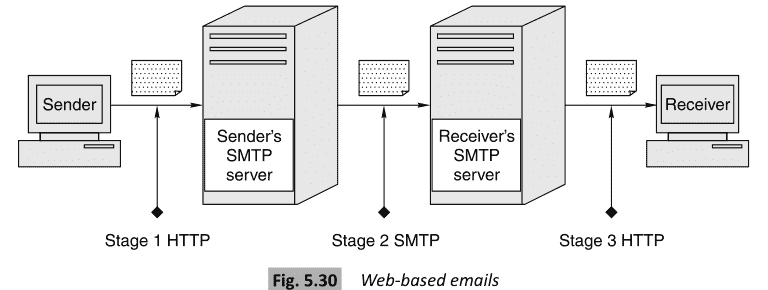 Sender
Sender's
SMTP
server
Receiver's
SMTP
server
Receiver
Stage 1 HTTP
Stage 2 SMTP
Stage 3 HTTP
Fig. 5.30 Web-based emails